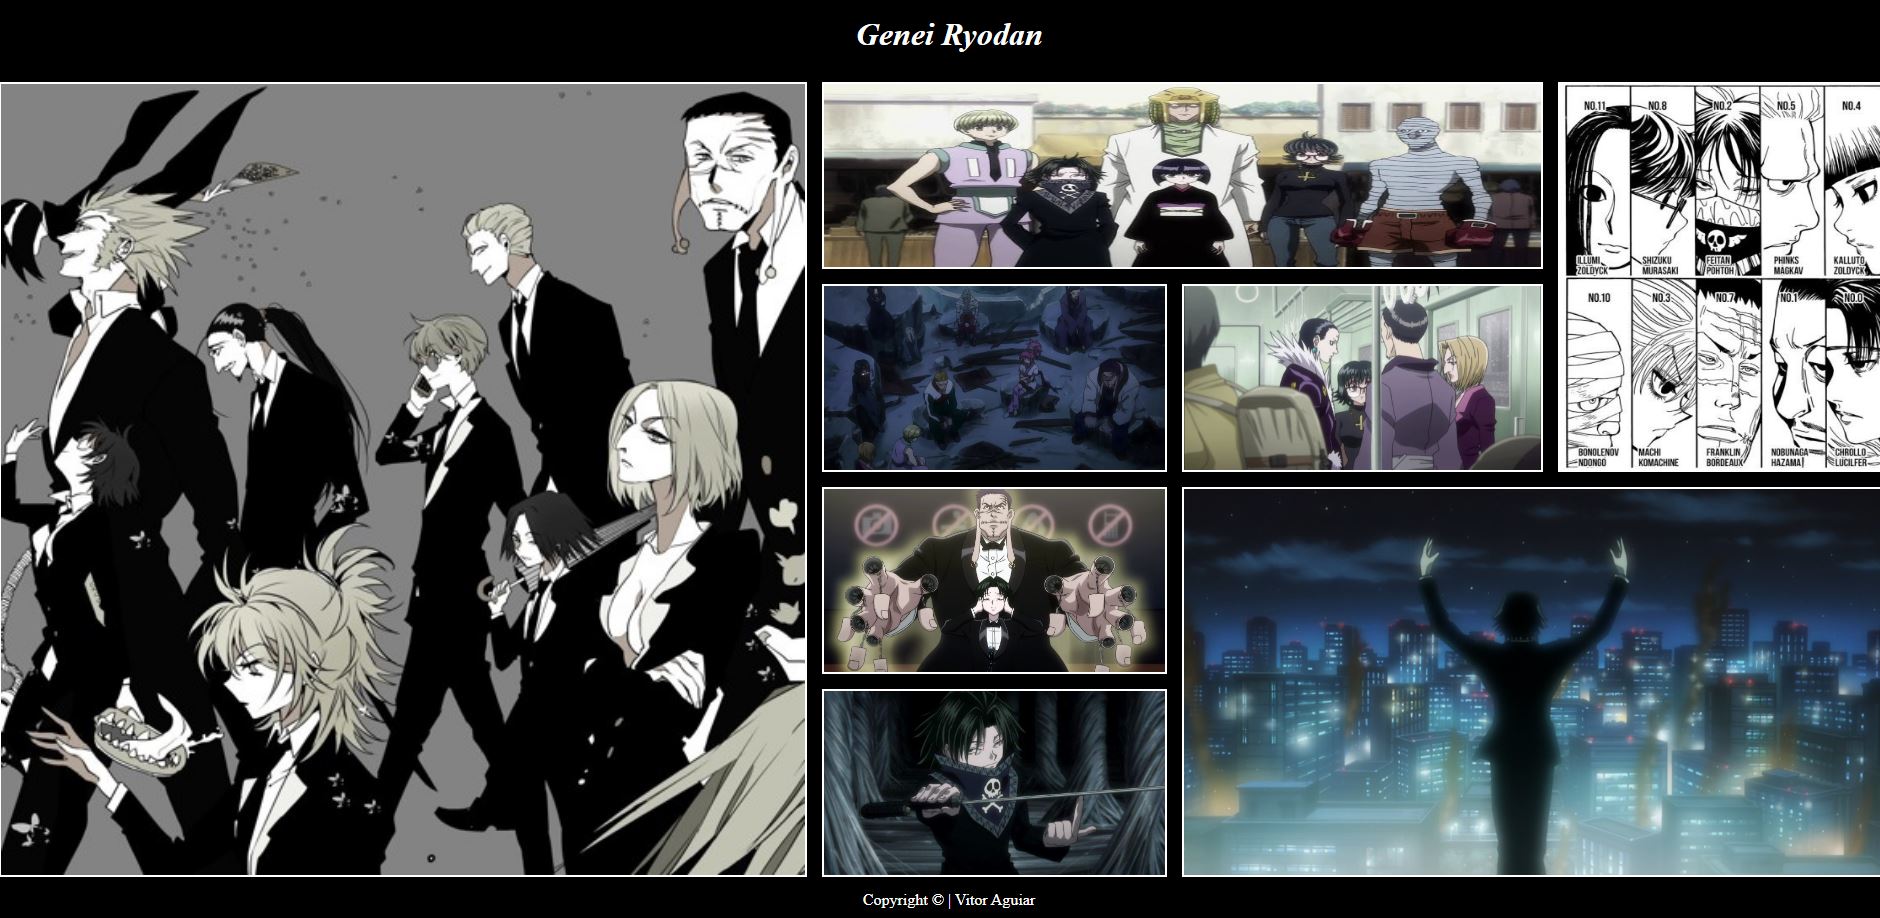 Genei Ryodan
NO.11
NO.8
NO.2
NO.5
NO.4
ILLUMI
ZOLDYCK
SHIZUKU
MURASAKI
FEITAN
POHTOH
PHINKS
MAGKAV
KALLUTO
ZOLDYCK
NO.10
NO.3
NO.7
NO.1
NO.0
BONOLENOV
NDONGO
MACHI
KOMACHINE
FRANKLIN
BORDEAUX
NOBUNAGA
HAZAMA
CHROLLO
LUCILFER
Copyright © | Vitor Aguiar